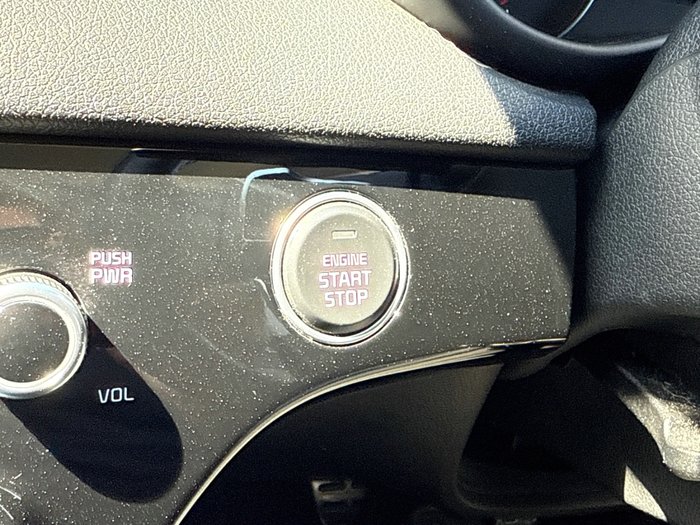 PUSH
PWR
VOL
ENGINE
START
STOP